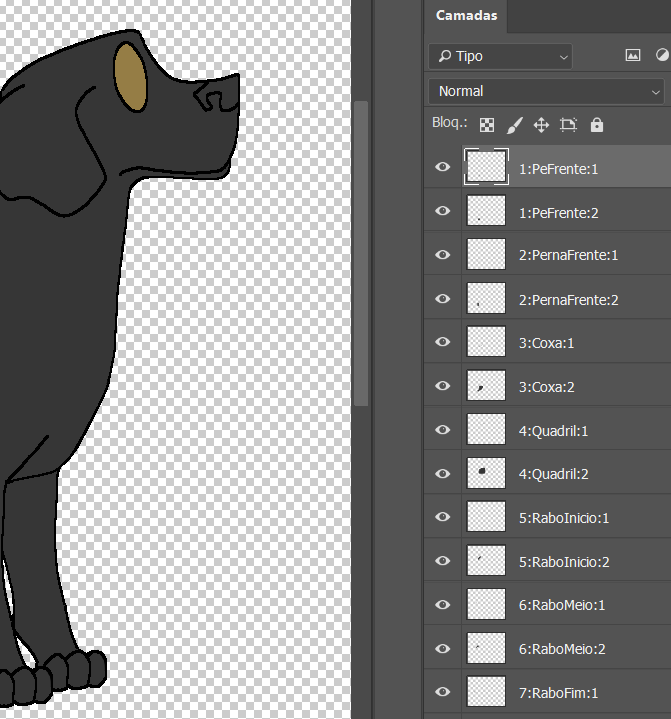 Camadas
Tipo
Normal
Bloq.:
1:PeFrente:1
1:PeFrente:2
2:PernaFrente:1
2:PernaFrente:2
3:Coxa:1
3:Coxa:2
4:Quadril:1
4:Quadril:2
5:RaboInicio:1
5:RaboInicio:2
6:RaboMeio:1
6:RaboMeio:2
7:RaboFim:1